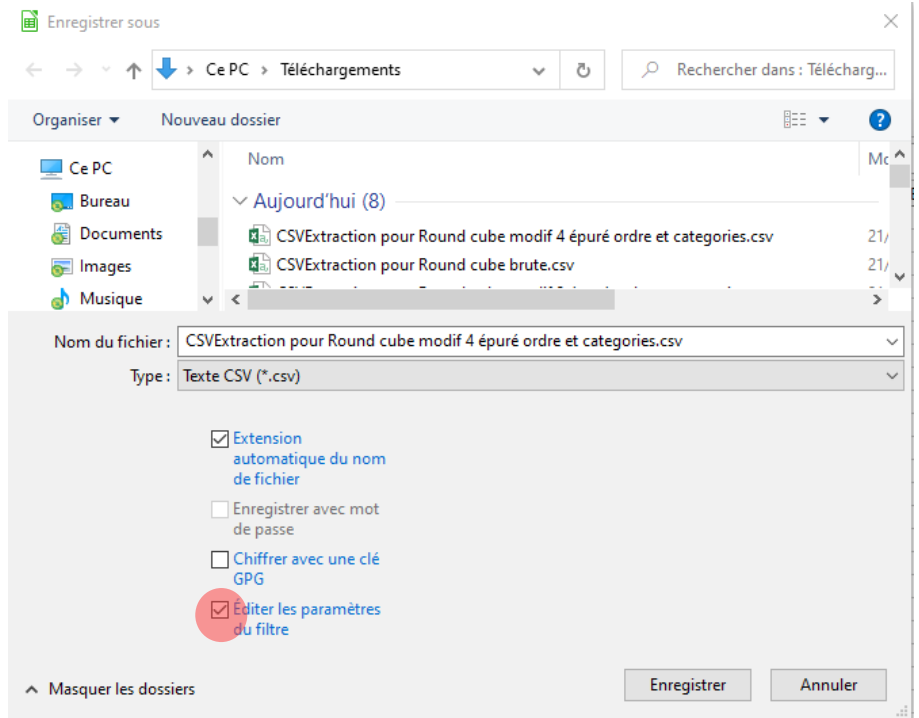 Enregistrer sous
Ce PC > Téléchargements
Rechercher dans : Télécharg...
Organiser
Nouveau dossier
?
Ce PC
Bureau
Documents
Images
Musique
Nom
Mo
Aujourd'hui (8)
CSVExtraction pour Round cube modif 4 épuré ordre et categories.csv
21/
CSVExtraction pour Round cube brute.csv
21/
Nom du fichier :
CSVExtraction pour Round cube modif 4 épuré ordre et categories.csv
Type :
Texte CSV (*.csv)
Extension
automatique du nom
de fichier
Enregistrer avec mot
de passe
Chiffrer avec une clé
GPG
Éditer les paramètres
du filtre
Masquer les dossiers
Enregistrer
Annuler